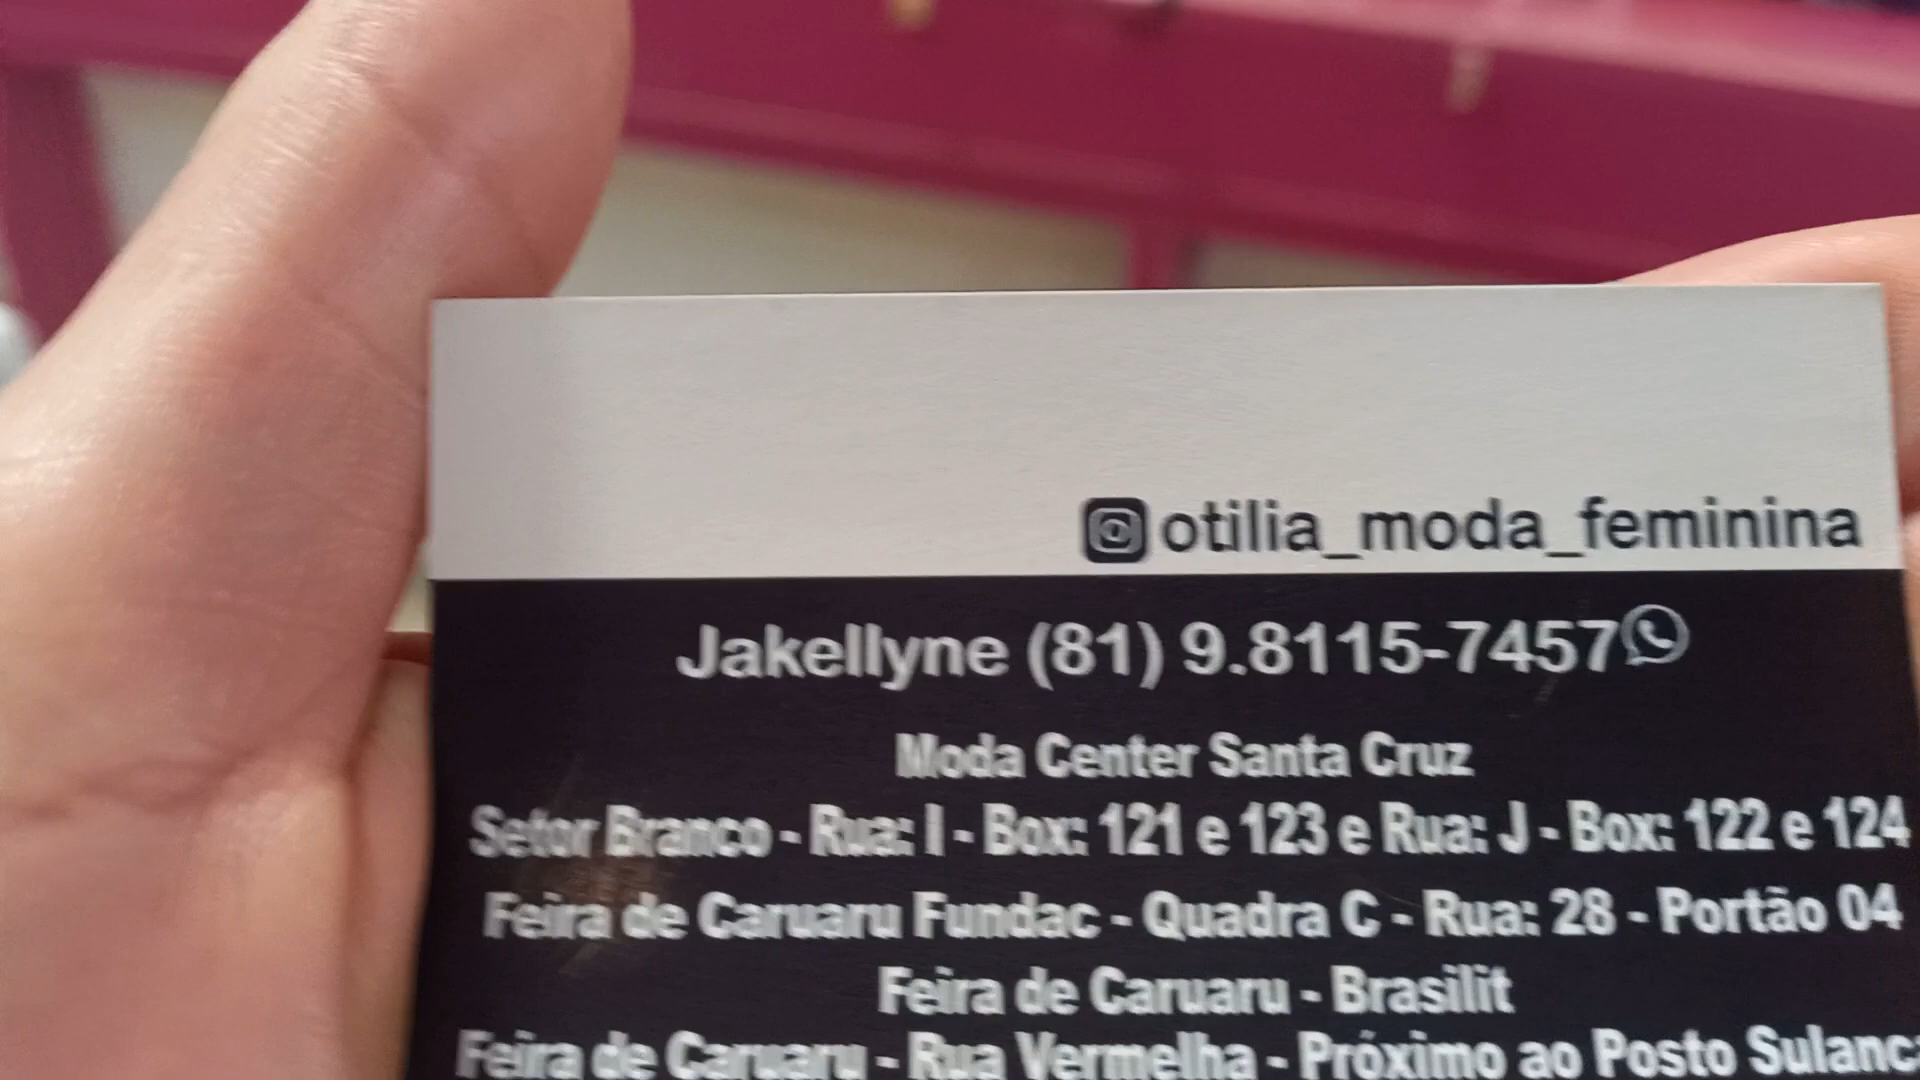 otilia_moda_feminina
Jakellyne (81) 9.8115-7457
Moda Center Santa Cruz
Setor Branco - Rua: I - Box: 121 e 123 e Rua: J - Box: 122 e 124
Feira de Caruaru Fundac - Quadra C - Rua: 28 - Portão 04
Feira de Caruaru - Brasilit
Feira de Caruaru - Rua Vermelha - Próximo ao Posto